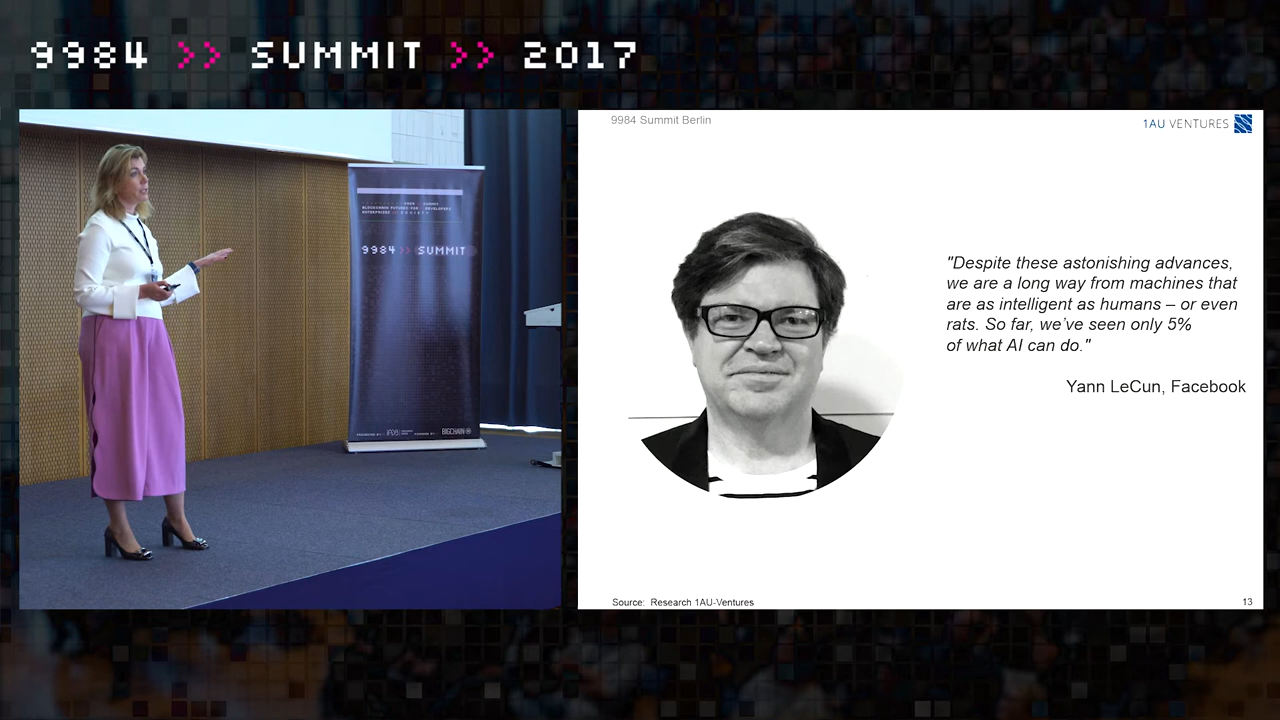 9984 >> SUMMIT >> 2017
9984 Summit Berlin
1AU VENTURES
9984 >> SUMMIT
BIGCHAIN
"Despite these astonishing advances,
we are a long way from machines that
are as intelligent as humans – or even
rats. So far, we've seen only 5%
of what AI can do."
Yann LeCun, Facebook
Source: Research 1AU-Ventures
13